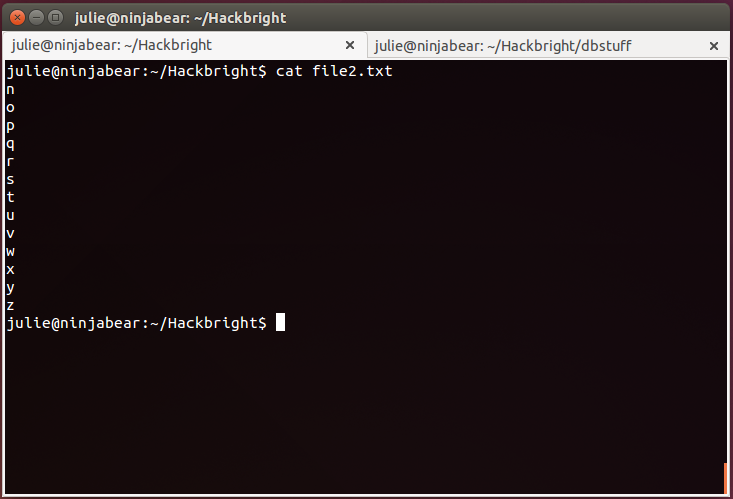 julie@ninjabear: ~/Hackbright
julie@ninjabear: ~/Hackbright
julie@ninjabear: ~/Hackbright/dbstuff
julie@ninjabear:~/Hackbright$ cat file2.txt
n
o
p
q
r
s
t
u
v
w
x
y
z
julie@ninjabear:~/Hackbright$